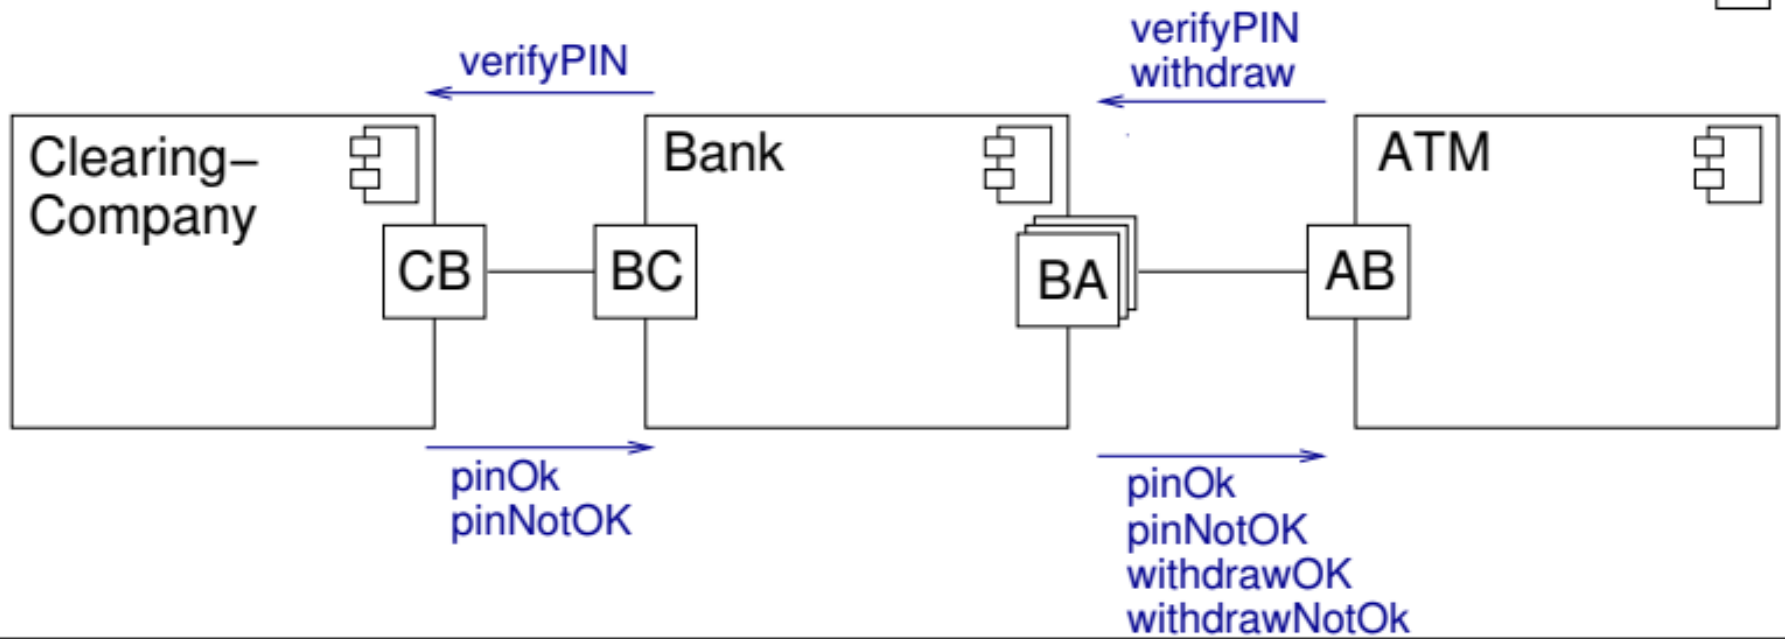 verifyPIN
verifyPIN
withdraw
Clearing–
Company
Bank
ATM
CB
BC
BA
AB
pinOk
pinNotOK
pinOk
pinNotOK
withdrawOK
withdrawNotOk